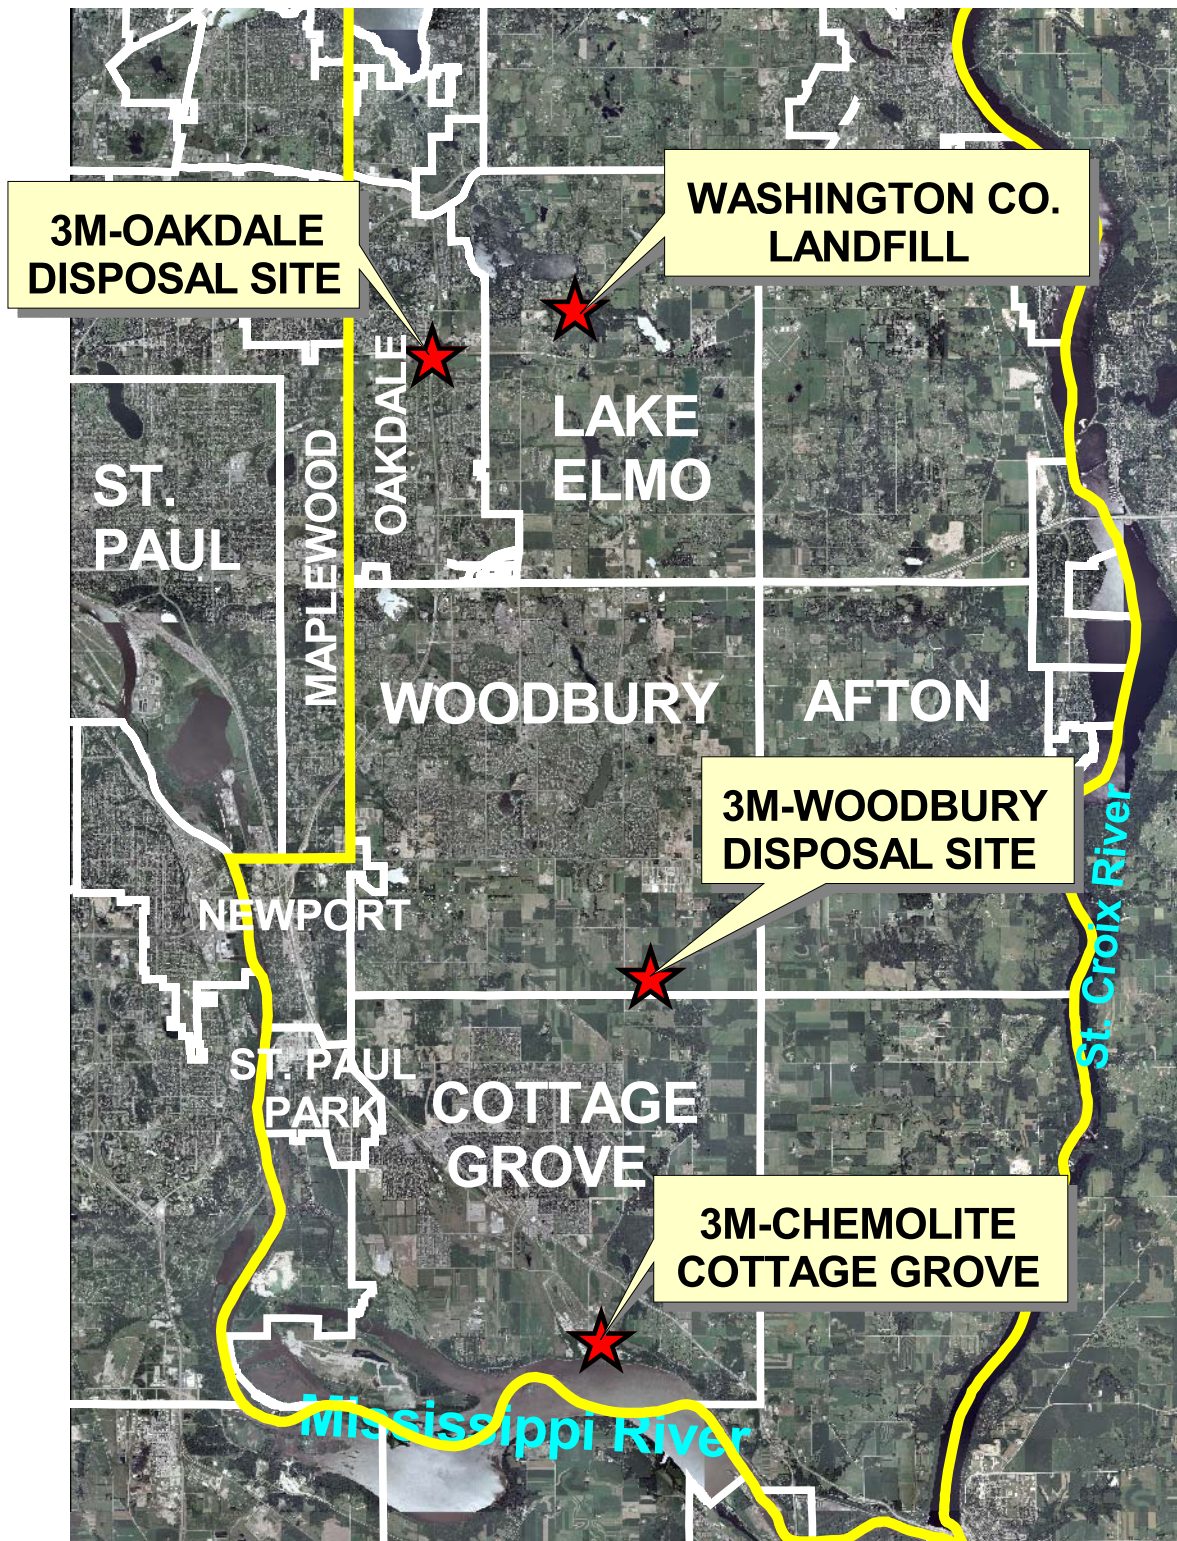 WASHINGTON CO.
LANDFILL
3M-OAKDALE
DISPOSAL SITE
OAKDALE
LAKE
ELMO
ST.
PAUL
MAPLEWOOD
WOODBURY
AFTON
3M-WOODBURY
DISPOSAL SITE
St. Croix River
NEWPORT
ST. PAUL
PARK
COTTAGE
GROVE
3M-CHEMOLITE
COTTAGE GROVE
Mississippi River